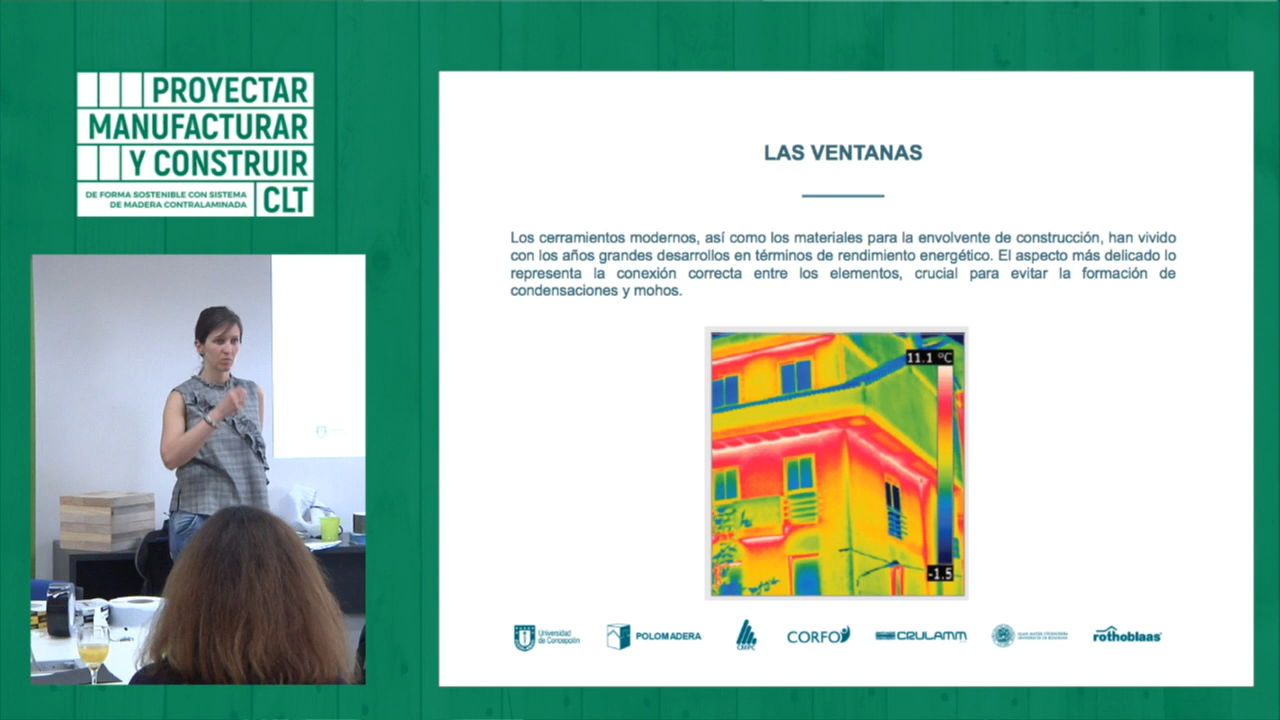 PROYECTAR
MANUFACTURAR
Y CONSTRUIR
DE FORMA SOSTENIBLE CON SISTEMA
DE MADERA CONTRALAMINADA
CLT
LAS VENTANAS
Los cerramientos modernos, así como los materiales para la envolvente de construcción, han vivido
con los años grandes desarrollos en términos de rendimiento energético. El aspecto más delicado lo
representa la conexión correcta entre los elementos, crucial para evitar la formación de
condensaciones y mohos.
11.1 °C
-1.5
Universidad
de Concepción
POLOMADERA
CMPC
CORFO
CRULAMM
rothoblaas